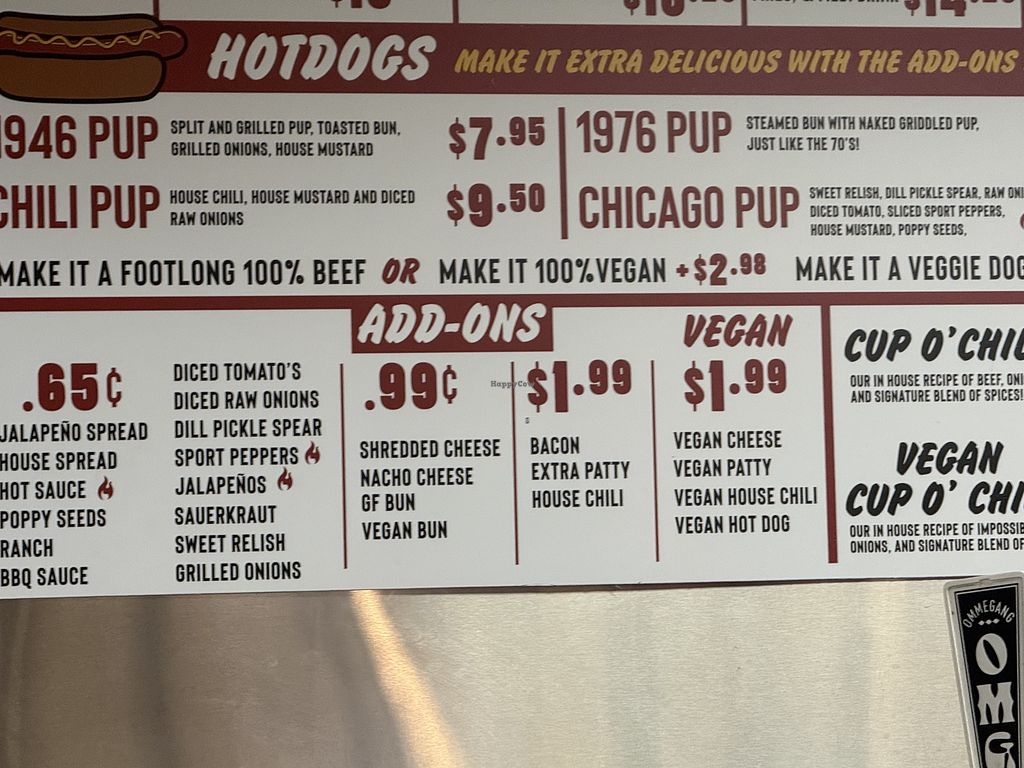 HOTDOGS MAKE IT EXTRA DELICIOUS WITH THE ADD-ONS
1946 PUP
SPLIT AND GRILLED PUP, TOASTED BUN,
GRILLED ONIONS, HOUSE MUSTARD
$7.95
1976 PUP
STEAMED BUN WITH NAKED GRIDDLED PUP,
JUST LIKE THE 70'S!
CHILI PUP
HOUSE CHILI, HOUSE MUSTARD AND DICED
RAW ONIONS
$9.50
CHICAGO PUP
SWEET RELISH, DILL PICKLE SPEAR, RAW
DICED TOMATO, SLICED SPORT PEPPERS,
HOUSE MUSTARD, POPPY SEEDS,
MAKE IT A FOOTLONG 100% BEEF OR MAKE IT 100% VEGAN +$2.98 MAKE IT A VEGGIE DOG
ADD-ONS
.65¢
JALAPEÑO SPREAD
HOUSE SPREAD
HOT SAUCE
POPPY SEEDS
RANCH
BBQ SAUCE
DICED TOMATO'S
DICED RAW ONIONS
DILL PICKLE SPEAR
SPORT PEPPERS
JALAPEÑOS
SAUERKRAUT
SWEET RELISH
GRILLED ONIONS
.99¢
SHREDDED CHEESE
NACHO CHEESE
GF BUN
VEGAN BUN
$1.99
BACON
EXTRA PATTY
HOUSE CHILI
VEGAN
$1.99
VEGAN CHEESE
VEGAN PATTY
VEGAN HOUSE CHILI
VEGAN HOT DOG
CUP O' CHIL
OUR IN HOUSE RECIPE OF BEEF, ONI
AND SIGNATURE BLEND OF SPICES!
VEGAN
CUP O' CHI
OUR IN HOUSE RECIPE OF IMPOSSIB
ONIONS, AND SIGNATURE BLEND OF
HappyCow
OMMEGANG
OMG